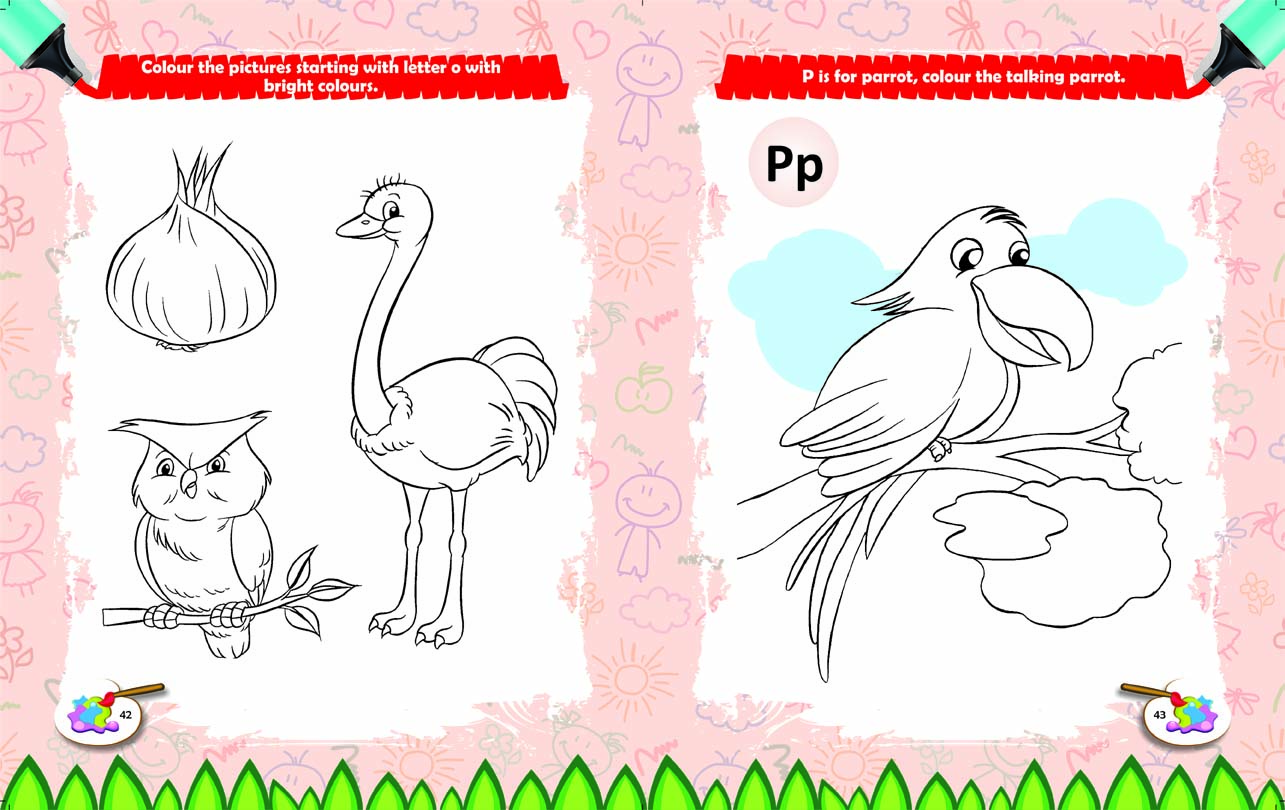 Colour the pictures starting with letter o with
bright colours.
42
P is for parrot, colour the talking parrot.
Pp
43